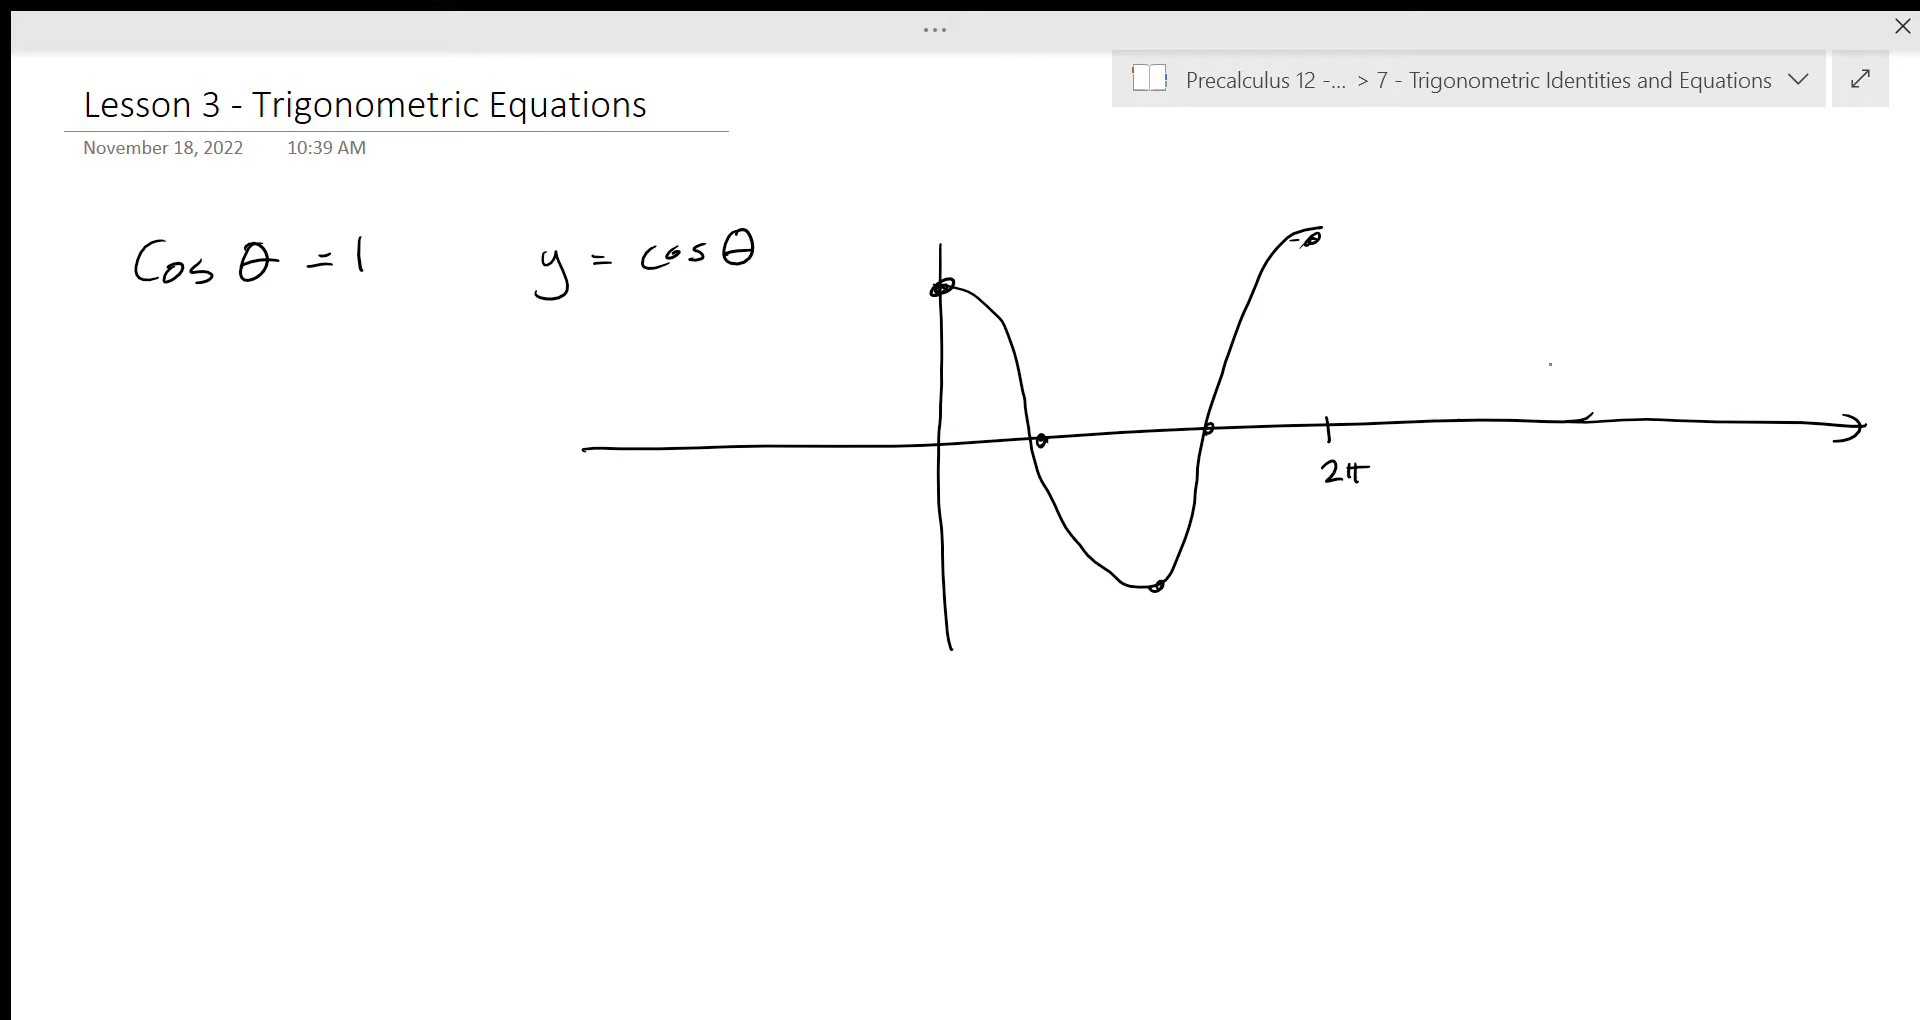 ...
Precalculus 12 -... > 7 - Trigonometric Identities and Equations
Lesson 3 - Trigonometric Equations
November 18, 2022 10:39 AM
Cos θ = 1
y = cos θ
2π